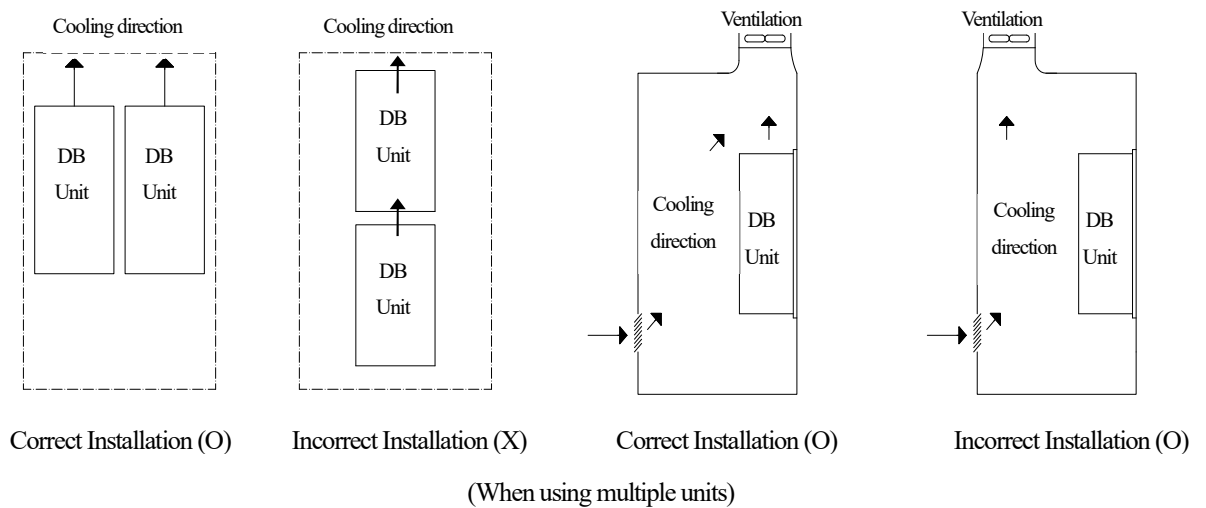 Cooling direction
DB
Unit
DB
Unit
Cooling direction
DB
Unit
DB
Unit
Ventilation
Cooling
direction
DB
Unit
Ventilation
Cooling
direction
DB
Unit
Correct Installation (O)
Incorrect Installation (X)
Correct Installation (O)
Incorrect Installation (O)
(When using multiple units)